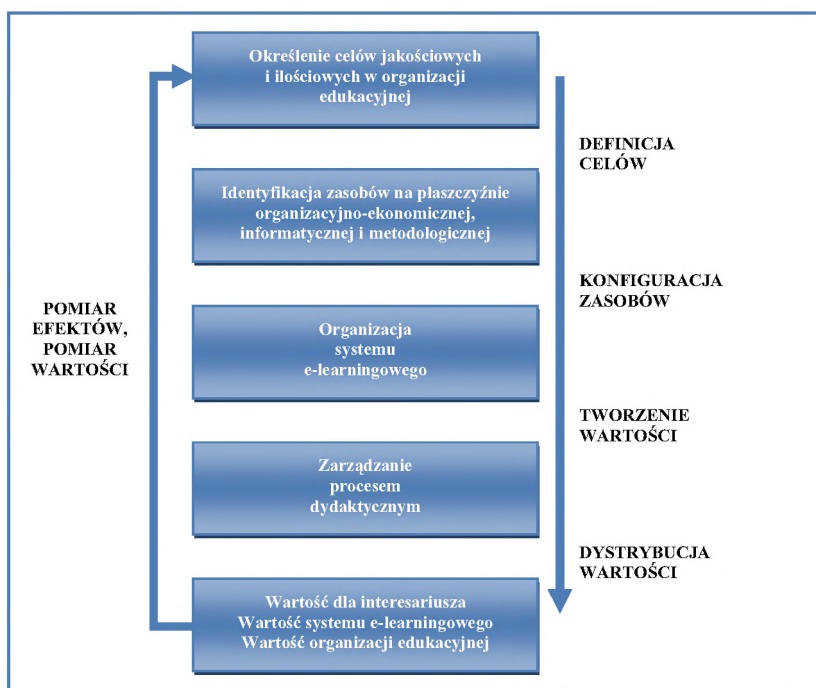 Określenie celów jakościowych
i ilościowych w organizacji
edukacyjnej
DEFINICJA
CELÓW
Identyfikacja zasobów na płaszczyźnie
organizacyjno-ekonomicznej,
informatycznej i metodologicznej
KONFIGURACJA
ZASOBÓW
POMIAR
EFEKTÓW,
POMIAR
WARTOŚCI
Organizacja
systemu
e-learningowego
TWORZENIE
WARTOŚCI
Zarządzanie
procesem
dydaktycznym
DYSTRYBUCJA
WARTOŚCI
Wartość dla interesariusza
Wartość systemu e-learningowego
Wartość organizacji edukacyjnej